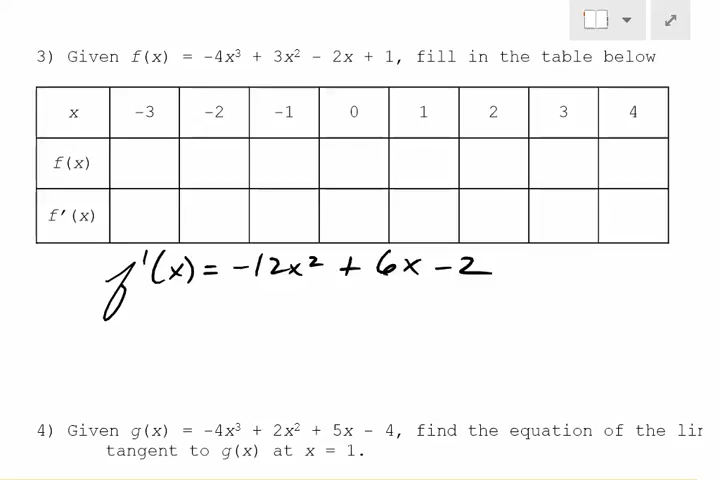 3) Given f(x) = -4x³ + 3x² - 2x + 1, fill in the table below
x -3 -2 -1 0 1 2 3 4
f(x)
f'(x)
f'(x) = -12x² + 6x - 2
4) Given g(x) = -4x³ + 2x² + 5x - 4, find the equation of the
tangent to g(x) at x = 1.